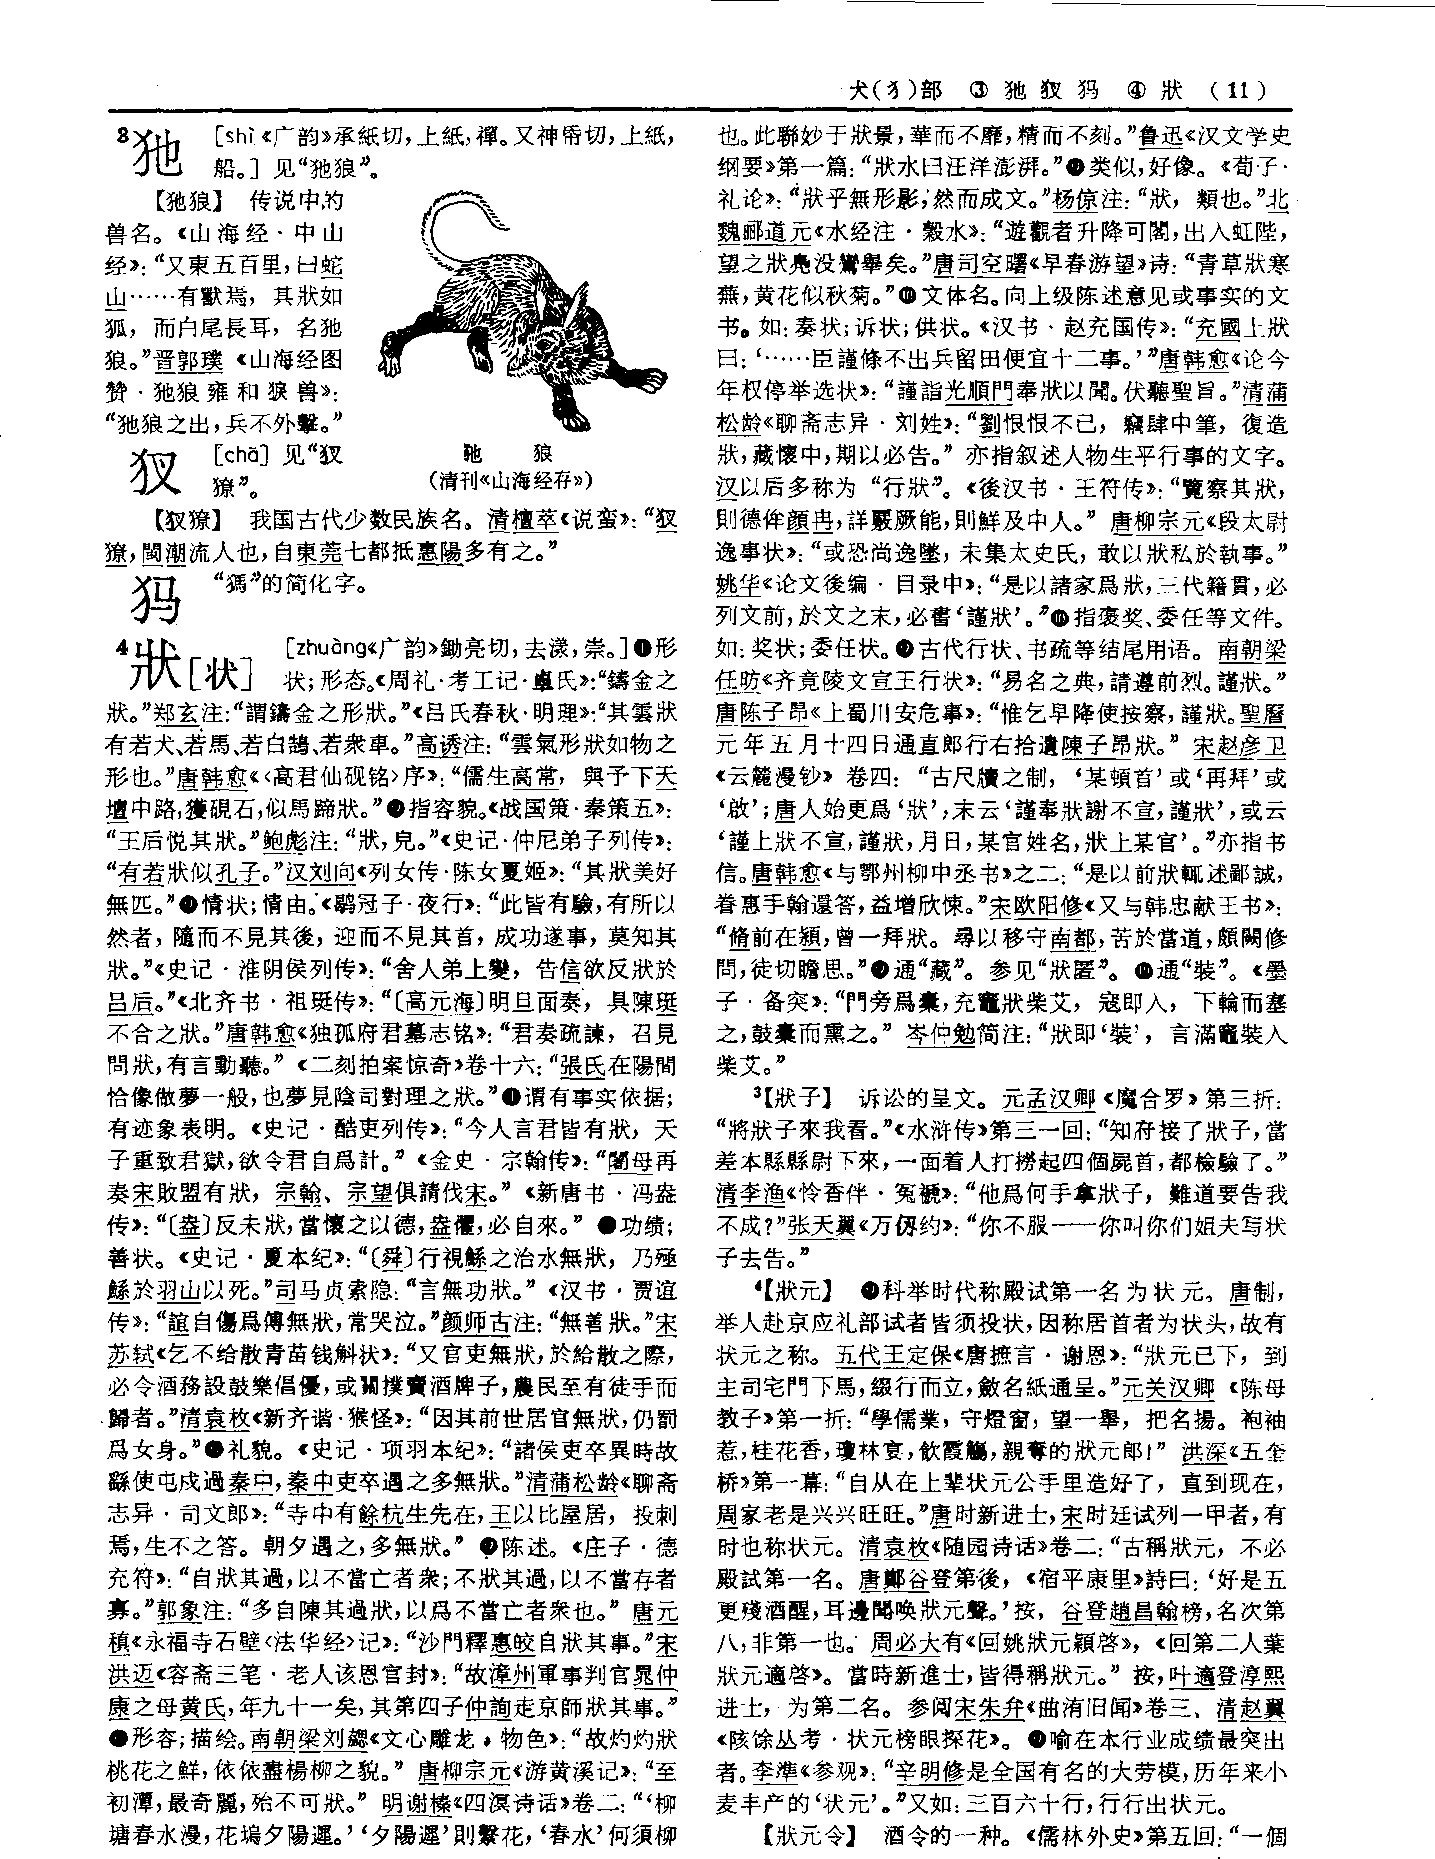 犬(犭)部 ③ 狏 㹟 犸 ④ 狀 (11)
3狏 [shì《广韵》承紙切,上紙,禪。又神帋切,上紙,
船。] 见“狏狼”。
【狏狼】 传说中的
兽名。《山海经·中山
经》:“又東五百里,曰蛇
山……有獸焉,其狀如
狐,而白尾長耳,名狏
狼。”晋郭璞《山海经图
赞·狏狼雍和𤟤兽》:
“狏狼之出,兵不外擊。”
狏 狼
(清刊《山海经存》)
[chā] 见“
獠”。
獠】 我国古代少数民族名。清檀萃《说蛮》:“
獠,閩潮流人也,自東莞七都抵惠陽多有之。”
犸 “獁”的简化字。
4狀[状] [zhuàng《广韵》鋤亮切,去漾,崇。]❶形
状;形态。《周礼·考工记·㮚氏》:“鑄金之
狀。”郑玄注:“謂鑄金之形狀。”《吕氏春秋·明理》:“其雲狀
有若犬、若馬、若白鵠、若衆車。”高诱注:“雲氣形狀如物之
形也。”唐韩愈《〈高君仙砚铭〉序》:“儒生高常,與予下天
壇中路,獲硯石,似馬蹄狀。”❷指容貌。《战国策·秦策五》:
“王后悦其狀。”鲍彪注:“狀,皃。”《史记·仲尼弟子列传》:
“有若狀似孔子。”汉刘向《列女传·陈女夏姬》:“其狀美好
無匹。”❸情状;情由。《鹖冠子·夜行》:“此皆有驗,有所以
然者,隨而不見其後,迎而不見其首,成功遂事,莫知其
狀。”《史记·淮阴侯列传》:“舍人弟上變,告信欲反狀於
吕后。”《北齐书·祖珽传》:“〔高元海〕明旦面奏,具陳珽
不合之狀。”唐韩愈《独孤府君墓志铭》:“君奏疏諫,召見
問狀,有言動聽。”《二刻拍案惊奇》卷十六:“張氏在陽間
恰像做夢一般,也夢見陰司對理之狀。”❹谓有事实依据;
有迹象表明。《史记·酷吏列传》:“今人言君皆有狀,天
子重致君獄,欲令君自爲計。”《金史·宗翰传》:“闍母再
奏宋敗盟有狀,宗翰、宗望俱請伐宋。”《新唐书·冯盎
传》:“〔盎〕反未狀,當懷之以德,盎懼,必自來。”❺功绩;
善状。《史记·夏本纪》:“〔舜〕行視鯀之治水無狀,乃殛
鯀於羽山以死。”司马贞索隐:“言無功狀。”《汉书·贾谊
传》:“誼自傷爲傅無狀,常哭泣。”颜师古注:“無善狀。”宋
苏轼《乞不给散青苗钱斛状》:“又官吏無狀,於給散之際,
必令酒務設鼓樂倡優,或關撲賣酒牌子,農民至有徒手而
歸者。”清袁枚《新齐谐·猴怪》:“因其前世居官無狀,仍罰
爲女身。”❻礼貌。《史记·项羽本纪》:“諸侯吏卒異時故
繇使屯戍過秦中,秦中吏卒遇之多無狀。”清蒲松龄《聊斋
志异·司文郎》:“寺中有餘杭生先在,王以比屋居,投刺
焉,生不之答。朝夕遇之,多無狀。”❼陈述。《庄子·德
充符》:“自狀其過,以不當亡者衆;不狀其過,以不當存者
寡。”郭象注:“多自陳其過狀,以爲不當亡者衆也。”唐元
稹《永福寺石壁〈法华经〉记》:“沙門釋惠皎自狀其事。”宋
洪迈《容斋三笔·老人该恩官封》:“故漳州軍事判官晁仲
康之母黄氏,年九十一矣,其第四子仲詢走京師狀其事。”
❽形容;描绘。南朝梁刘勰《文心雕龙·物色》:“故灼灼狀
桃花之鮮,依依盡楊柳之貌。”唐柳宗元《游黄溪记》:“至
初潭,最奇麗,殆不可狀。”明谢榛《四溟诗话》卷二:“‘柳
塘春水漫,花塢夕陽遲。’‘夕陽遲’則繫花,‘春水’何須柳
也。此聯妙于狀景,華而不靡,精而不刻。”鲁迅《汉文学史
纲要》第一篇:“狀水曰汪洋澎湃。”❾类似,好像。《荀子·
礼论》:“狀乎無形影,然而成文。”杨倞注:“狀,類也。”北
魏郦道元《水经注·穀水》:“遊觀者升降可閣,出入虹陛,
望之狀鳧没鸞舉矣。”唐司空曙《早春游望》诗:“青草狀寒
蕪,黄花似秋菊。”❿文体名。向上级陈述意见或事实的文
书。如:奏状;诉状;供状。《汉书·赵充国传》:“充國上狀
曰:‘……臣謹條不出兵留田便宜十二事。’”唐韩愈《论今
年权停举选状》:“謹詣光順門奉狀以聞。伏聽聖旨。”清蒲
松龄《聊斋志异·刘姓》:“劉恨恨不已,竊肆中筆,復造
狀,藏懷中,期以必告。”亦指叙述人物生平行事的文字。
汉以后多称为“行狀”。《後汉书·王符传》:“覽察其狀,
則德侔顔冉,詳覈厥能,則鮮及中人。”唐柳宗元《段太尉
逸事状》:“或恐尚逸墜,未集太史氏,敢以狀私於執事。”
姚华《论文後编·目录中》:“是以諸家爲狀,三代籍貫,必
列文前,於文之末,必書‘謹狀’。”⓫指褒奖、委任等文件。
如:奖状;委任状。⓬古代行状、书疏等结尾用语。南朝梁
任昉《齐竟陵文宣王行状》:“易名之典,請遵前烈。謹狀。”
唐陈子昂《上蜀川安危事》:“惟乞早降使按察,謹狀。聖曆
元年五月十四日通直郎行右拾遺陳子昂狀。”宋赵彦卫
《云麓漫钞》卷四:“古尺牘之制,‘某頓首’或‘再拜’或
‘啟’;唐人始更爲‘狀’,末云‘謹奉狀謝不宣,謹狀’,或云
‘謹上狀不宣,謹狀,月日,某官姓名,狀上某官’。”亦指书
信。唐韩愈《与鄂州柳中丞书》之二:“是以前狀輒述鄙誠,
眷惠手翰還答,益增欣悚。”宋欧阳修《又与韩忠献王书》:
“脩前在潁,曾一拜狀。尋以移守南都,苦於當道,頗闕修
問,徒切瞻思。”⓭通“藏”。参见“狀匿”。⓮通“裝”。《墨
子·备突》:“門旁爲橐,充竈狀柴艾,寇即入,下輪而塞
之,鼓橐而熏之。”岑仲勉简注:“狀即‘裝’,言滿竈裝入
柴艾。”
3【狀子】 诉讼的呈文。元孟汉卿《魔合罗》第三折:
“將狀子來我看。”《水浒传》第三一回:“知府接了狀子,當
差本縣縣尉下來,一面着人打撈起四個屍首,都檢驗了。”
清李渔《怜香伴·冤褫》:“他爲何手拿狀子,難道要告我
不成?”张天翼《万仞约》:“你不服——你叫你们姐夫写状
子去告。”
4【狀元】 ❶科举时代称殿试第一名为状元。唐制,
举人赴京应礼部试者皆须投状,因称居首者为状头,故有
状元之称。五代王定保《唐摭言·谢恩》:“狀元已下,到
主司宅門下馬,綴行而立,斂名紙通呈。”元关汉卿《陈母
教子》第一折:“學儒業,守燈窗,望一舉,把名揚。袍袖
惹,桂花香,瓊林宴,飲霞觴,親奪的狀元郎!”洪深《五奎
桥》第一幕:“自从在上辈状元公手里造好了,直到现在,
周家老是兴兴旺旺。”唐时新进士,宋时廷试列一甲者,有
时也称状元。清袁枚《随园诗话》卷二:“古稱狀元,不必
殿試第一名。唐鄭谷登第後,《宿平康里》詩曰:‘好是五
更殘酒醒,耳邊聞唤狀元聲。’按,谷登趙昌翰榜,名次第
八,非第一也。周必大有《回姚狀元穎啓》,《回第二人葉
狀元適啓》。當時新進士,皆得稱狀元。”按,叶適登淳熙
进士,为第二名。参阅宋朱弁《曲洧旧闻》卷三、清赵翼
《陔馀丛考·状元榜眼探花》。❷喻在本行业成绩最突出
者。李準《参观》:“辛明修是全国有名的大劳模,历年来小
麦丰产的‘状元’。”又如:三百六十行,行行出状元。
【狀元令】 酒令的一种。《儒林外史》第五回:“一個